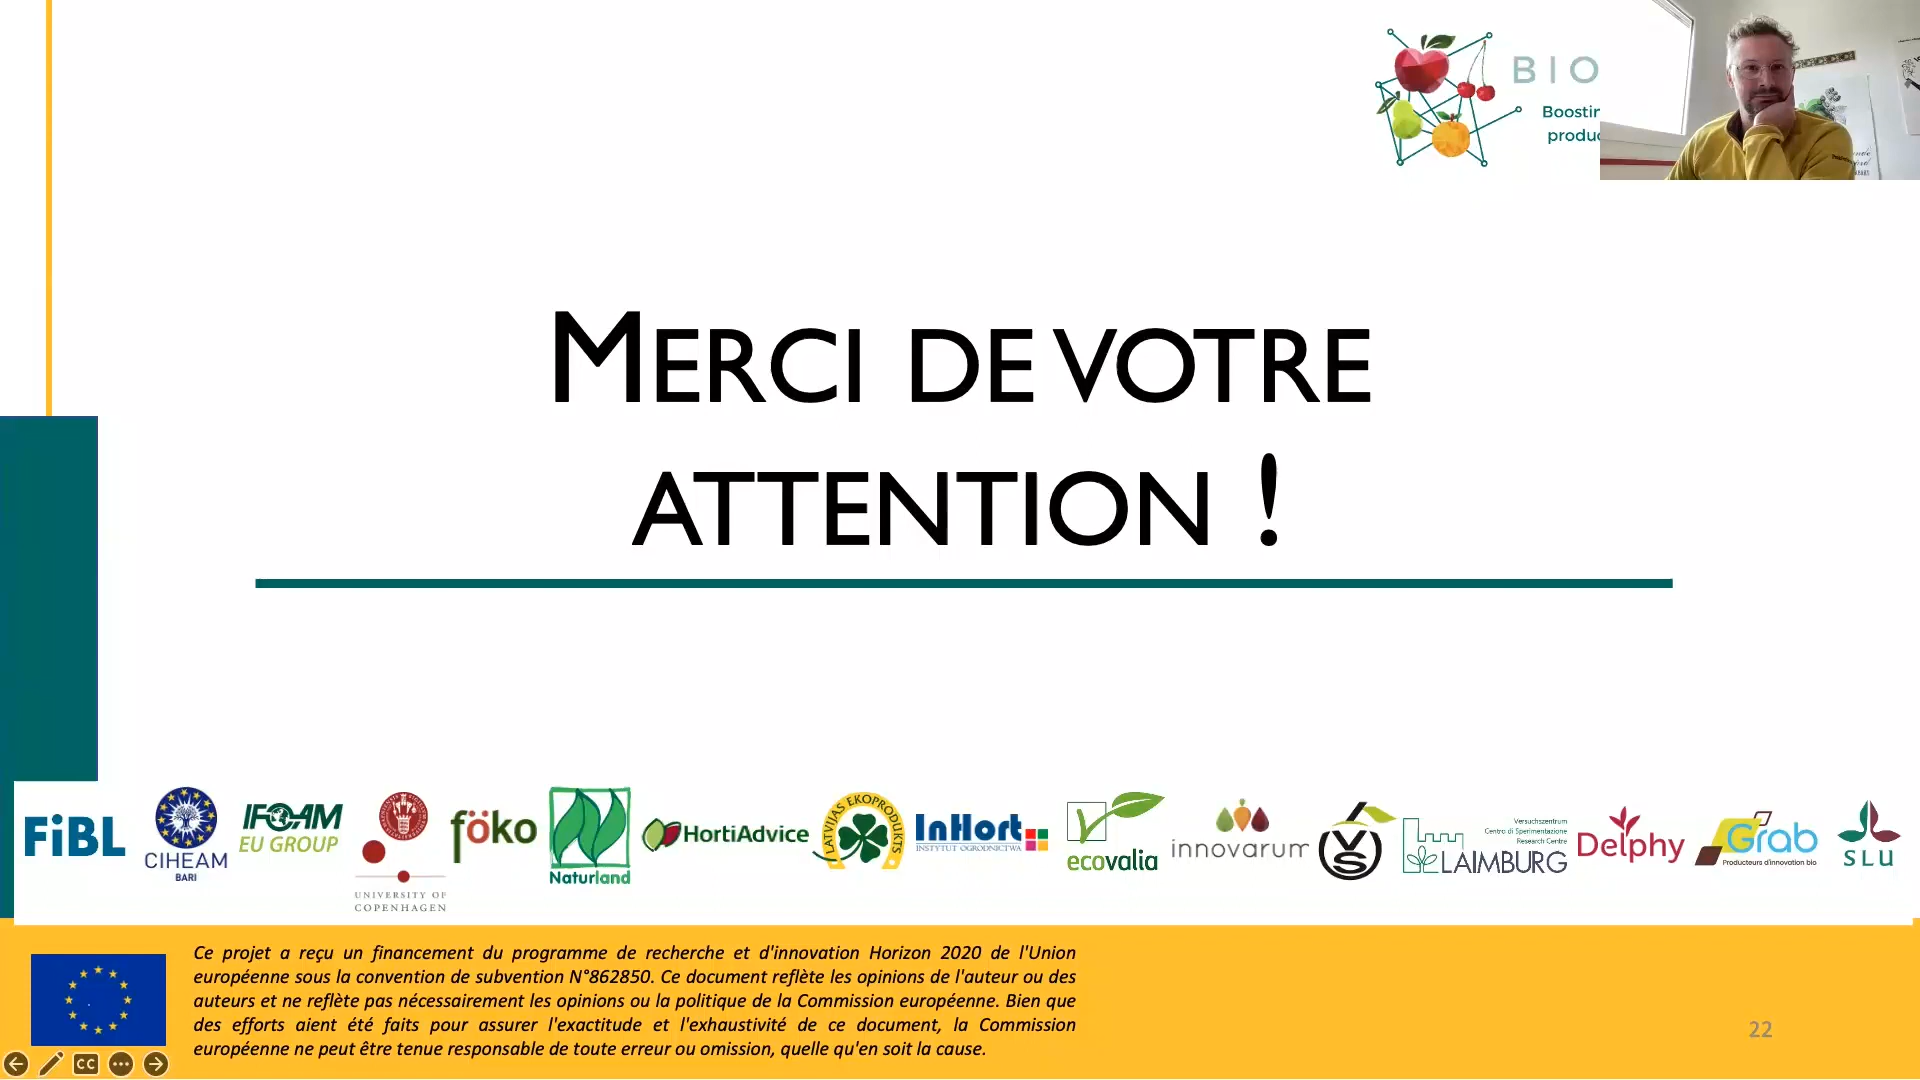 BIO
Boostin
produc
MERCI DE VOTRE
ATTENTION !
FiBL
CIHEAM
BARI
IFOAM
EU GROUP
UNIVERSITY OF
COPENHAGEN
föko
Naturland
HortiAdvice
LATVIJAS EKOPRODUKTS
InHort
INSTYTUT OGRODNICTWA
ecovalia
innovarum
Versuchszentrum
Centro di Sperimentazione
Research Centre
LAIMBURG
Delphy
Grab
Producteurs d'innovation bio
SLU
Ce projet a reçu un financement du programme de recherche et d'innovation Horizon 2020 de l'Union
européenne sous la convention de subvention N°862850. Ce document reflète les opinions de l'auteur ou des
auteurs et ne reflète pas nécessairement les opinions ou la politique de la Commission européenne. Bien que
des efforts aient été faits pour assurer l'exactitude et l'exhaustivité de ce document, la Commission
européenne ne peut être tenue responsable de toute erreur ou omission, quelle qu'en soit la cause.
22
CC